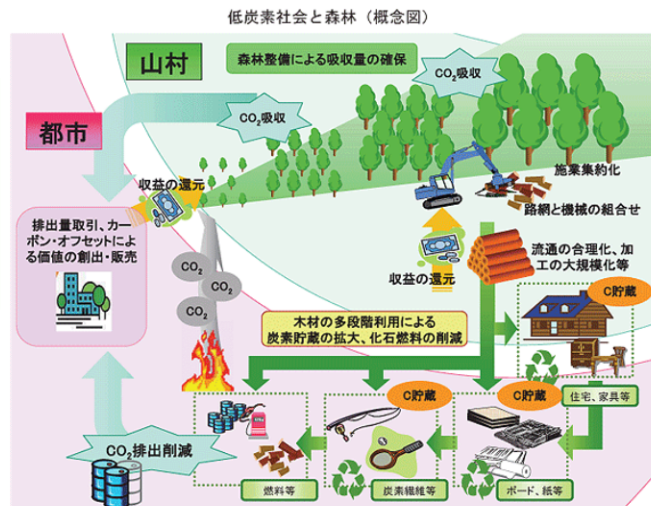 低炭素社会と森林（概念図）
山村
森林整備による吸収量の確保
CO2吸収
CO2吸収
都市
収益の還元
施業集約化
路網と機械の組合せ
排出量取引、カー
ボン・オフセットによ
る価値の創出・販売
収益の還元
流通の合理化、加
工の大規模化等
CO2
CO2
CO2
C貯蔵
木材の多段階利用による
炭素貯蔵の拡大、化石燃料の削減
C貯蔵
C貯蔵
住宅、家具等
CO2排出削減
燃料等
炭素繊維等
ボード、紙等